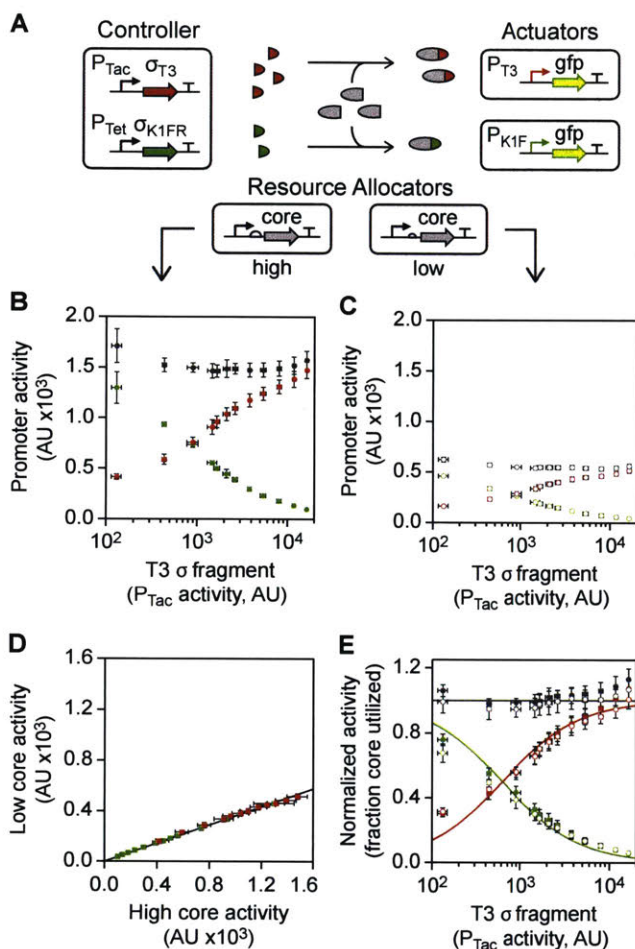 A
Controller
Actuators
P_Tac σ_T3
P_Tet σ_K1FR
P_T3 gfp
P_K1F gfp
Resource Allocators
core
core
high
low
B
Promoter activity
(AU x10³)
2.0
1.5
1.0
0.5
0.0
10² 10³ 10⁴
T3 σ fragment
(P_Tac activity, AU)
C
Promoter activity
(AU x10³)
2.0
1.5
1.0
0.5
0.0
10² 10³ 10⁴
T3 σ fragment
(P_Tac activity, AU)
D
Low core activity
(AU x10³)
1.6
1.2
0.8
0.4
0.0
0.0 0.4 0.8 1.2 1.6
High core activity
(AU x10³)
E
Normalized activity
(fraction core utilized)
1.2
0.8
0.4
0.0
10² 10³ 10⁴
T3 σ fragment
(P_Tac activity, AU)